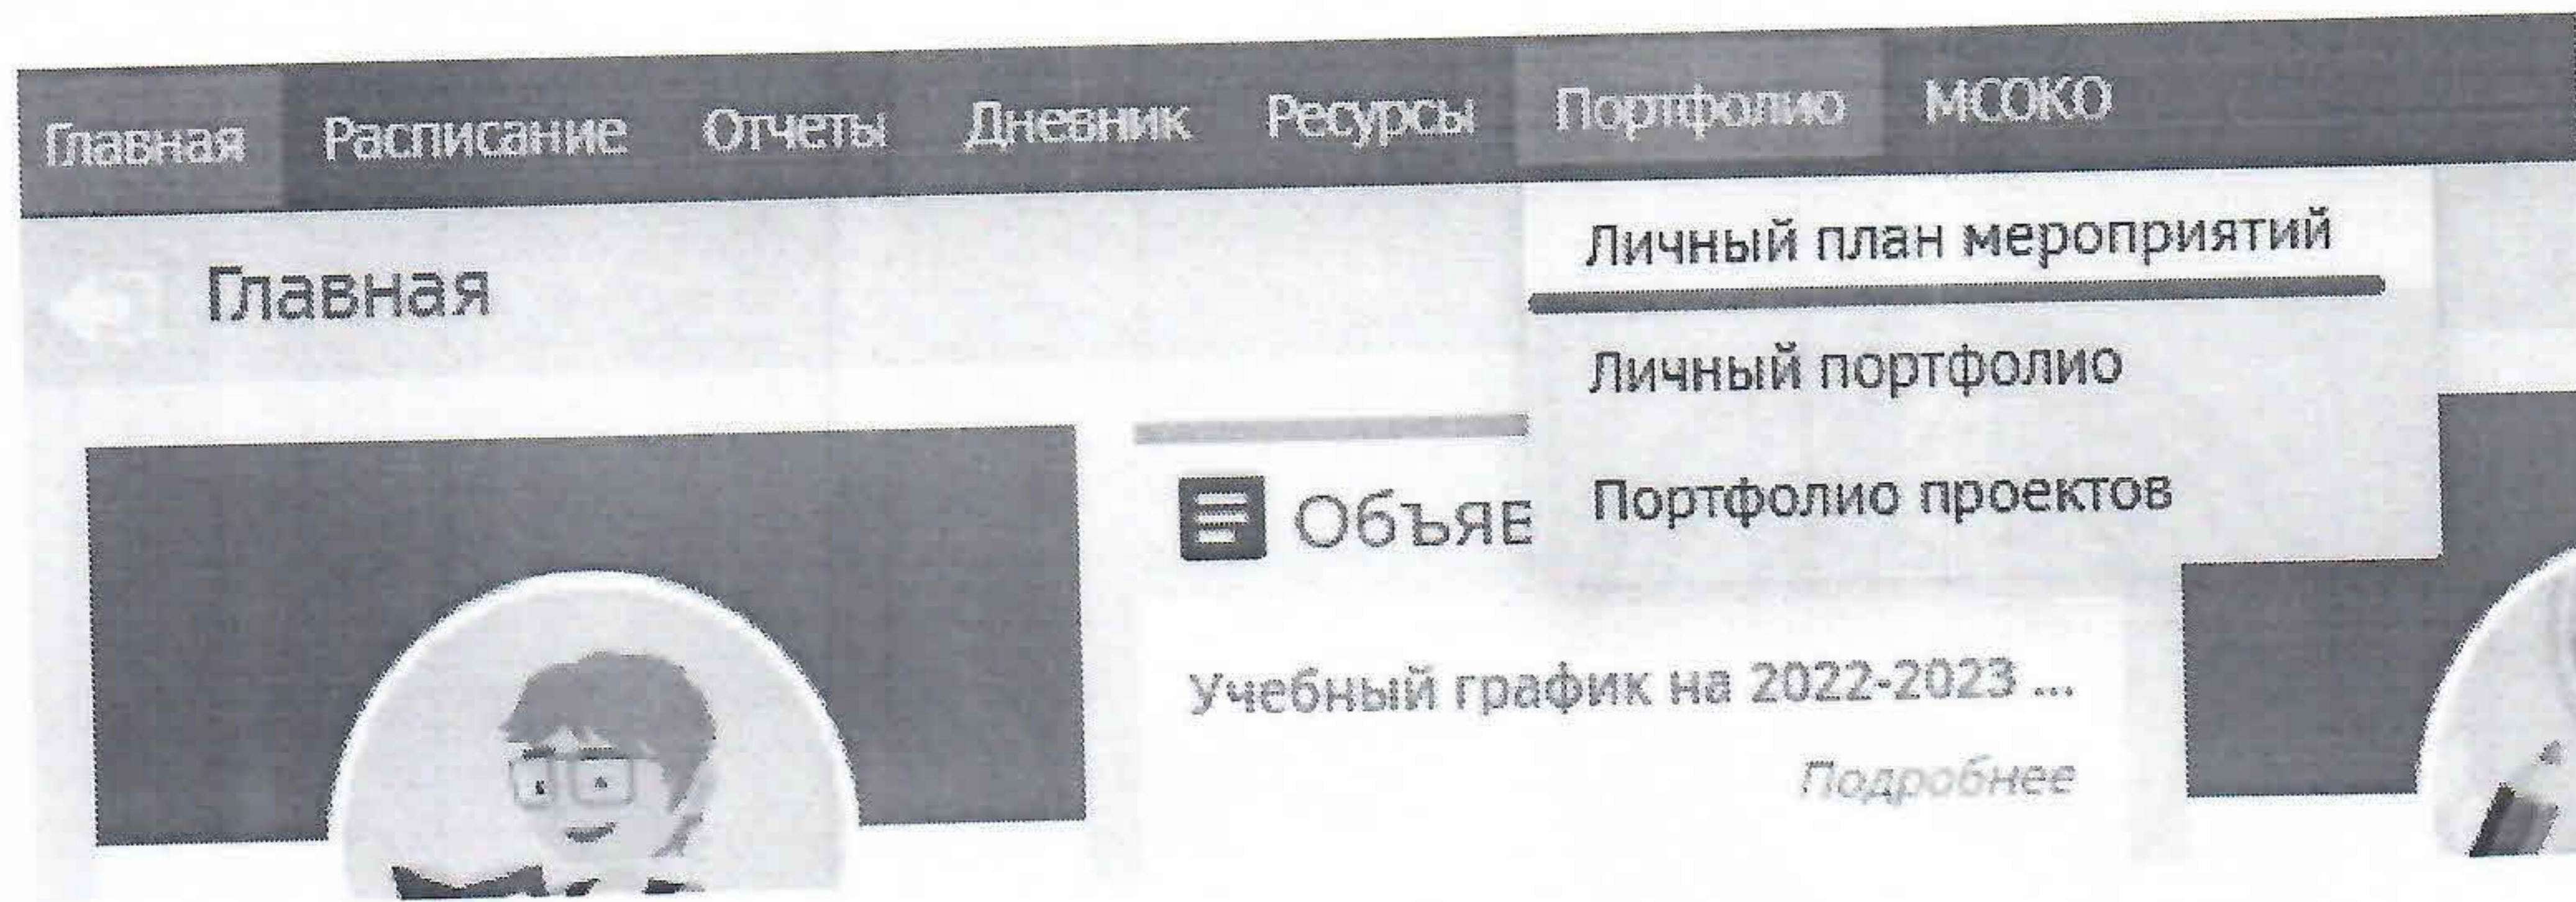 Главная Расписание Отчеты Дневник Ресурсы Портфолио МСОКО
Главная
Личный план мероприятий
Личный портфолио
Портфолио проектов
Объяв
Учебный график на 2022-2023 ...
Подробнее